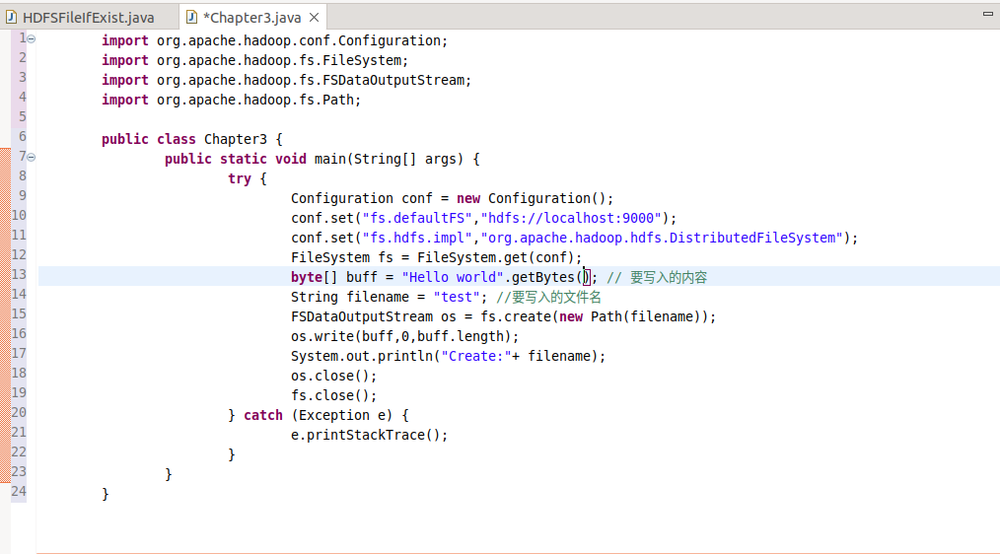 HDFSFileIfExist.java *Chapter3.java
1 import org.apache.hadoop.conf.Configuration;
2 import org.apache.hadoop.fs.FileSystem;
3 import org.apache.hadoop.fs.FSDataOutputStream;
4 import org.apache.hadoop.fs.Path;
5
6 public class Chapter3 {
7 public static void main(String[] args) {
8 try {
9 Configuration conf = new Configuration();
10 conf.set("fs.defaultFS","hdfs://localhost:9000");
11 conf.set("fs.hdfs.impl","org.apache.hadoop.hdfs.DistributedFileSystem");
12 FileSystem fs = FileSystem.get(conf);
13 byte[] buff = "Hello world".getBytes(); // 要写入的内容
14 String filename = "test"; //要写入的文件名
15 FSDataOutputStream os = fs.create(new Path(filename));
16 os.write(buff,0,buff.length);
17 System.out.println("Create:"+ filename);
18 os.close();
19 fs.close();
20 } catch (Exception e) {
21 e.printStackTrace();
22 }
23 }
24 }